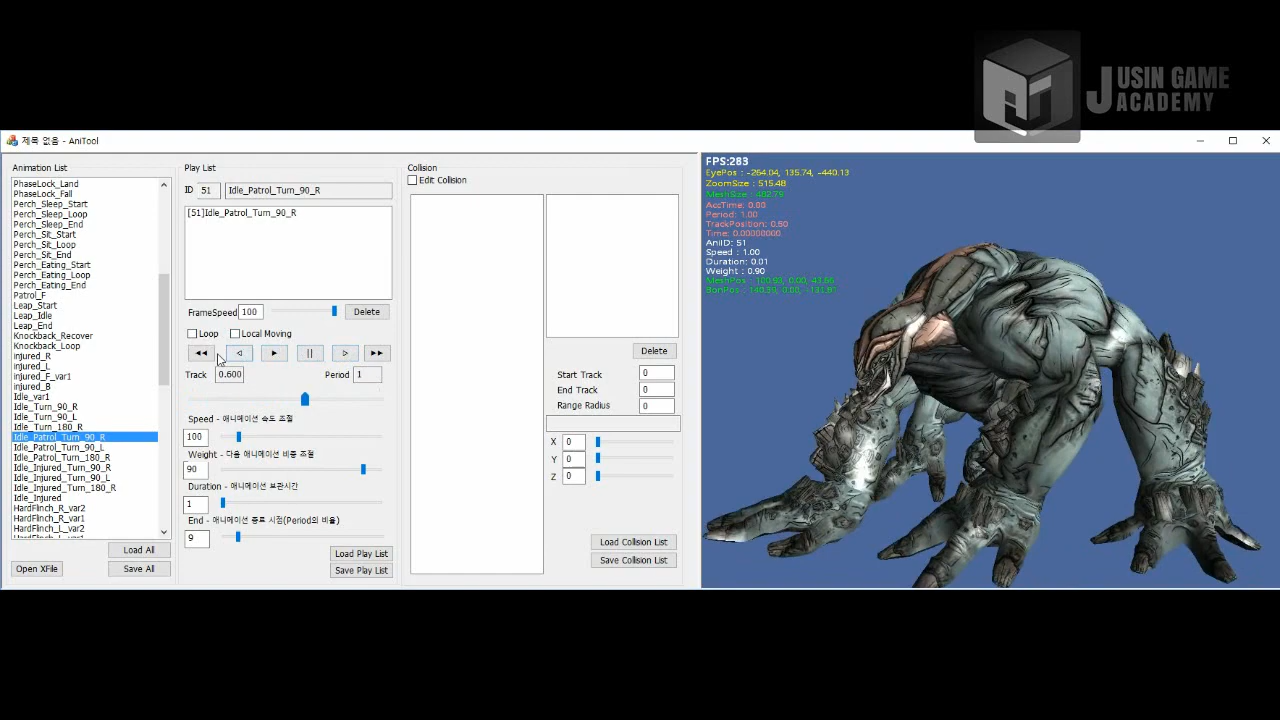 JUSIN GAME
ACADEMY
제목 없음 - AniTool
Animation List
PhaseLock_Land
PhaseLock_Fall
Perch_Sleep_Start
Perch_Sleep_Loop
Perch_Sleep_End
Perch_Sit_Start
Perch_Sit_Loop
Perch_Sit_End
Perch_Eating_Start
Perch_Eating_Loop
Perch_Eating_End
Patrol_F
Leap_Start
Leap_Idle
Leap_End
Knockback_Recover
Knockback_Loop
injured_R
injured_L
injured_F_var1
injured_B
Idle_var1
Idle_Turn_90_R
Idle_Turn_90_L
Idle_Turn_180_R
Idle_Patrol_Turn_90_R
Idle_Patrol_Turn_90_L
Idle_Patrol_Turn_180_R
Idle_Injured_Turn_90_R
Idle_Injured_Turn_90_L
Idle_Injured_Turn_180_R
Idle_Injured
HardFlinch_R_var2
HardFlinch_R_var1
HardFlinch_L_var2
HardFlinch_L_var1
Load All
Open XFile
Save All
Play List
ID 51 Idle_Patrol_Turn_90_R
[51]Idle_Patrol_Turn_90_R
FrameSpeed 100 Delete
Loop Local Moving
Track 0.600 Period 1
Speed - 애니메이션 속도 조절
100
Weight - 다음 애니메이션 비중 조절
90
Duration - 애니메이션 보관시간
1
End - 애니메이션 종료 시점(Period의 비율)
9
Load Play List
Save Play List
Collision
Edit Collision
Delete
Start Track 0
End Track 0
Range Radius 0
X 0
Y 0
Z 0
Load Collision List
Save Collision List
FPS:283
EyePos : -264.04, 135.74, -440.13
ZoomSize : 515.48
MeshSize : -402.79
AccTime: 0.00
Period: 1.00
TrackPosition: 0.60
Time: 0.00000000
AniID: 51
Speed : 1.00
Duration: 0.01
Weight : 0.90